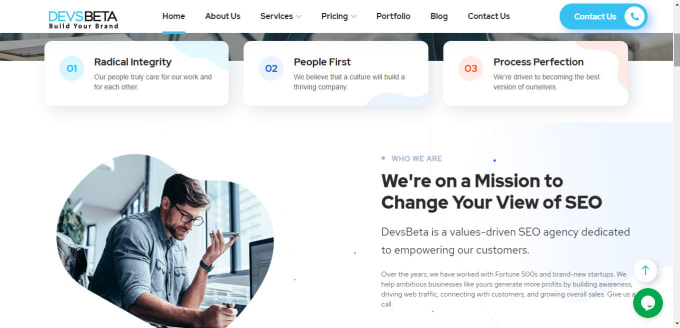 DEVSBETA
Build Your Brand
Home
About Us
Services
Pricing
Portfolio
Blog
Contact Us
Contact Us
01
Radical Integrity
Our people truly care for our work and
for each other.
02
People First
We believe that a culture will build a
thriving company.
03
Process Perfection
We're driven to becoming the best
version of ourselves.
WHO WE ARE
We're on a Mission to
Change Your View of SEO
DevsBeta is a values-driven SEO agency dedicated
to empowering our customers.
Over the years, we have worked with Fortune 500s and brand-new startups. We
help ambitious businesses like yours generate more profits by building awareness,
driving web traffic, connecting with customers, and growing overall sales. Give us a
call.